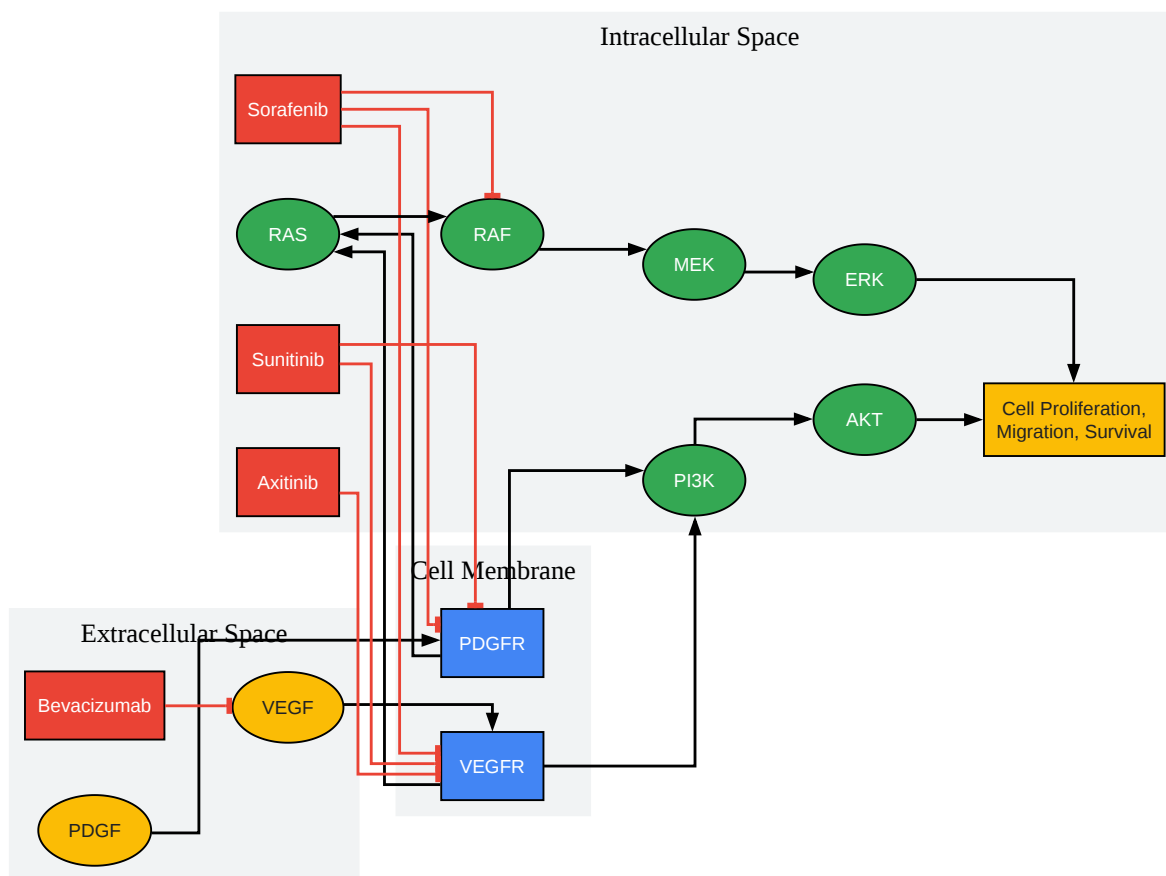 Intracellular Space
Sorafenib
RAS
RAF
MEK
ERK
Sunitinib
Cell Proliferation,
Migration, Survival
AKT
Axitinib
PI3K
Cell Membrane
Extracellular Space
PDGFR
Bevacizumab
VEGF
VEGFR
PDGF